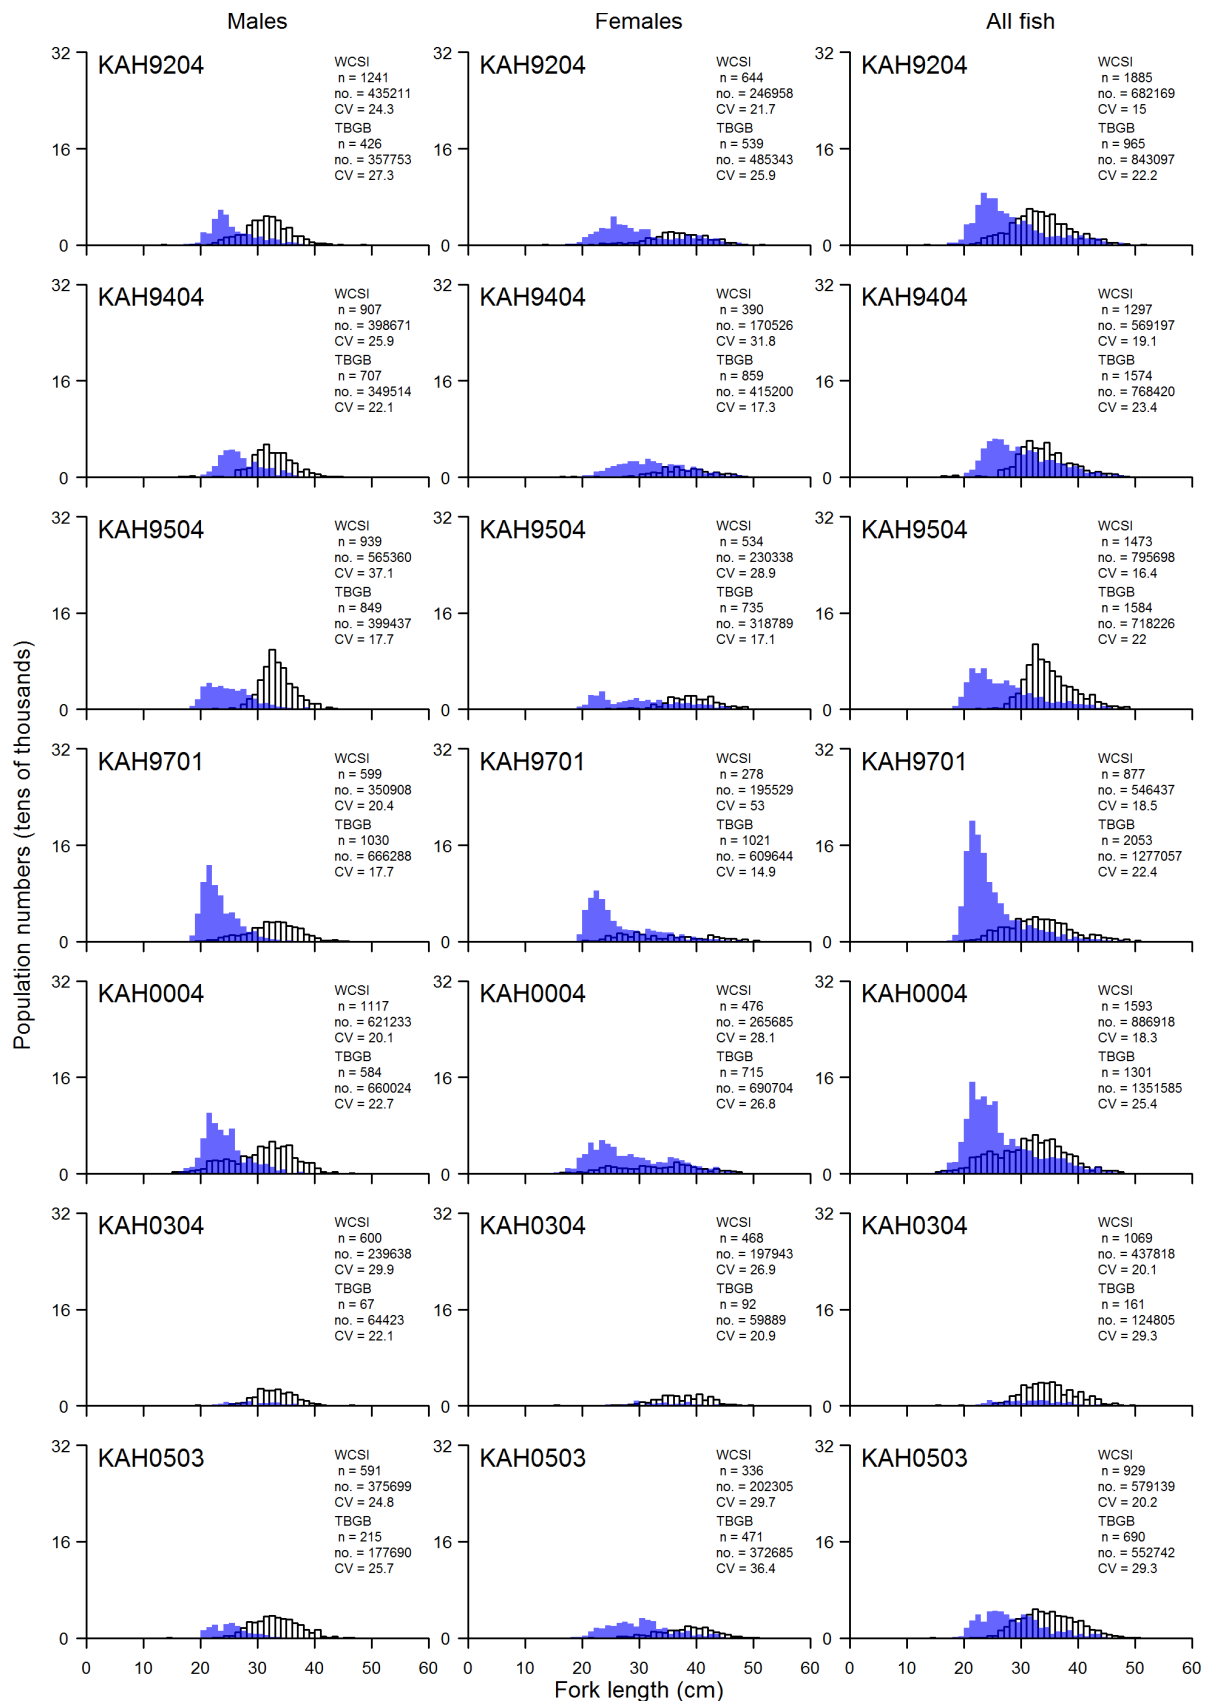 Males
Females
All fish
Population numbers (tens of thousands)
32
16
0
KAH9204
WCSI
n = 1241
no. = 435211
CV = 24.3
TBGB
n = 426
no. = 357753
CV = 27.3
32
16
0
KAH9204
WCSI
n = 644
no. = 246958
CV = 21.7
TBGB
n = 539
no. = 485343
CV = 25.9
32
16
0
KAH9204
WCSI
n = 1885
no. = 682169
CV = 15
TBGB
n = 965
no. = 843097
CV = 22.2
32
16
0
KAH9404
WCSI
n = 907
no. = 398671
CV = 25.9
TBGB
n = 707
no. = 349514
CV = 22.1
32
16
0
KAH9404
WCSI
n = 390
no. = 170526
CV = 31.8
TBGB
n = 859
no. = 415200
CV = 17.3
32
16
0
KAH9404
WCSI
n = 1297
no. = 569197
CV = 19.1
TBGB
n = 1574
no. = 768420
CV = 23.4
32
16
0
KAH9504
WCSI
n = 939
no. = 565360
CV = 37.1
TBGB
n = 849
no. = 399437
CV = 17.7
32
16
0
KAH9504
WCSI
n = 534
no. = 230338
CV = 28.9
TBGB
n = 735
no. = 318789
CV = 17.1
32
16
0
KAH9504
WCSI
n = 1473
no. = 795698
CV = 16.4
TBGB
n = 1584
no. = 718226
CV = 22
32
16
0
KAH9701
WCSI
n = 599
no. = 350908
CV = 20.4
TBGB
n = 1030
no. = 666288
CV = 17.7
32
16
0
KAH9701
WCSI
n = 278
no. = 195529
CV = 53
TBGB
n = 1021
no. = 609644
CV = 14.9
32
16
0
KAH9701
WCSI
n = 877
no. = 546437
CV = 18.5
TBGB
n = 2053
no. = 1277057
CV = 22.4
32
16
0
KAH0004
WCSI
n = 1117
no. = 621233
CV = 20.1
TBGB
n = 584
no. = 660024
CV = 22.7
32
16
0
KAH0004
WCSI
n = 476
no. = 265685
CV = 28.1
TBGB
n = 715
no. = 690704
CV = 26.8
32
16
0
KAH0004
WCSI
n = 1593
no. = 886918
CV = 18.3
TBGB
n = 1301
no. = 1351585
CV = 25.4
32
16
0
KAH0304
WCSI
n = 600
no. = 239638
CV = 29.9
TBGB
n = 67
no. = 64423
CV = 22.1
32
16
0
KAH0304
WCSI
n = 468
no. = 197943
CV = 26.9
TBGB
n = 92
no. = 59889
CV = 20.9
32
16
0
KAH0304
WCSI
n = 1069
no. = 437818
CV = 20.1
TBGB
n = 161
no. = 124805
CV = 29.3
32
16
0
KAH0503
WCSI
n = 591
no. = 375699
CV = 24.8
TBGB
n = 215
no. = 177690
CV = 25.7
32
16
0
KAH0503
WCSI
n = 336
no. = 202305
CV = 29.7
TBGB
n = 471
no. = 372685
CV = 36.4
32
16
0
KAH0503
WCSI
n = 929
no. = 579139
CV = 20.2
TBGB
n = 690
no. = 552742
CV = 29.3
0 10 20 30 40 50 60
0 10 20 30 40 50 60
0 10 20 30 40 50 60
Fork length (cm)